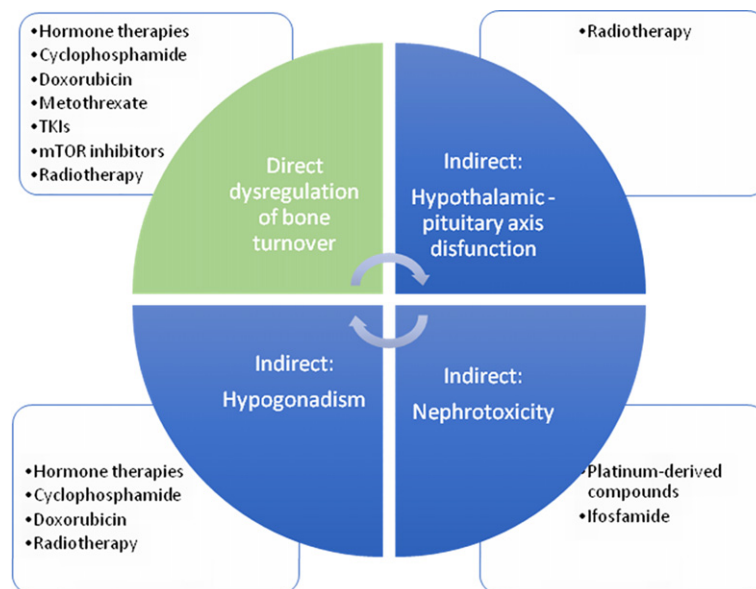 •Hormone therapies
•Cyclophosphamide
•Doxorubicin
•Metothrexate
•TKIs
•mTOR inhibitors
•Radiotherapy
Direct
dysregulation
of bone
turnover
•Radiotherapy
Indirect:
Hypothalamic -
pituitary axis
disfunction
Indirect:
Hypogonadism
•Hormone therapies
•Cyclophosphamide
•Doxorubicin
•Radiotherapy
Indirect:
Nephrotoxicity
•Platinum-derived
compounds
•Ifosfamide